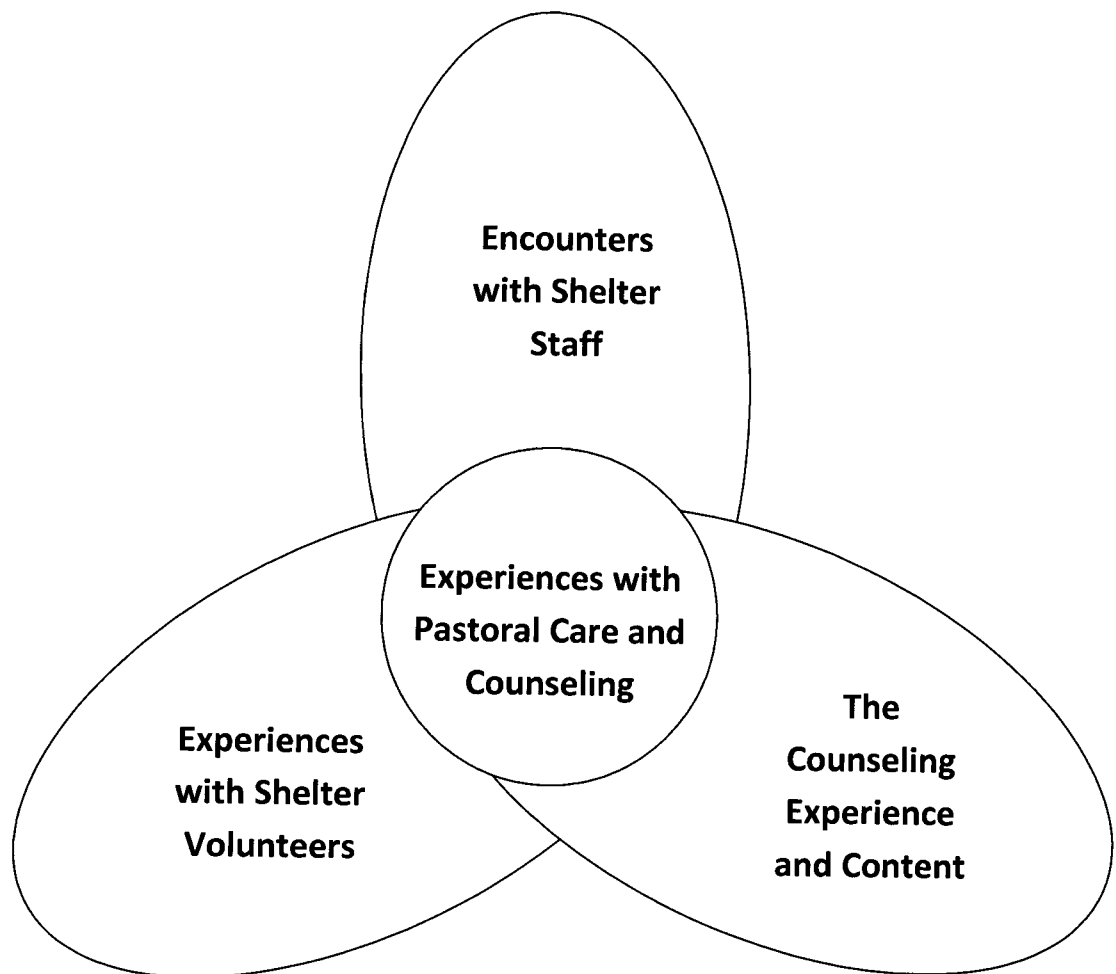 Encounters
with Shelter
Staff
Experiences with
Pastoral Care and
Counseling
Experiences
with Shelter
Volunteers
The
Counseling
Experience
and Content